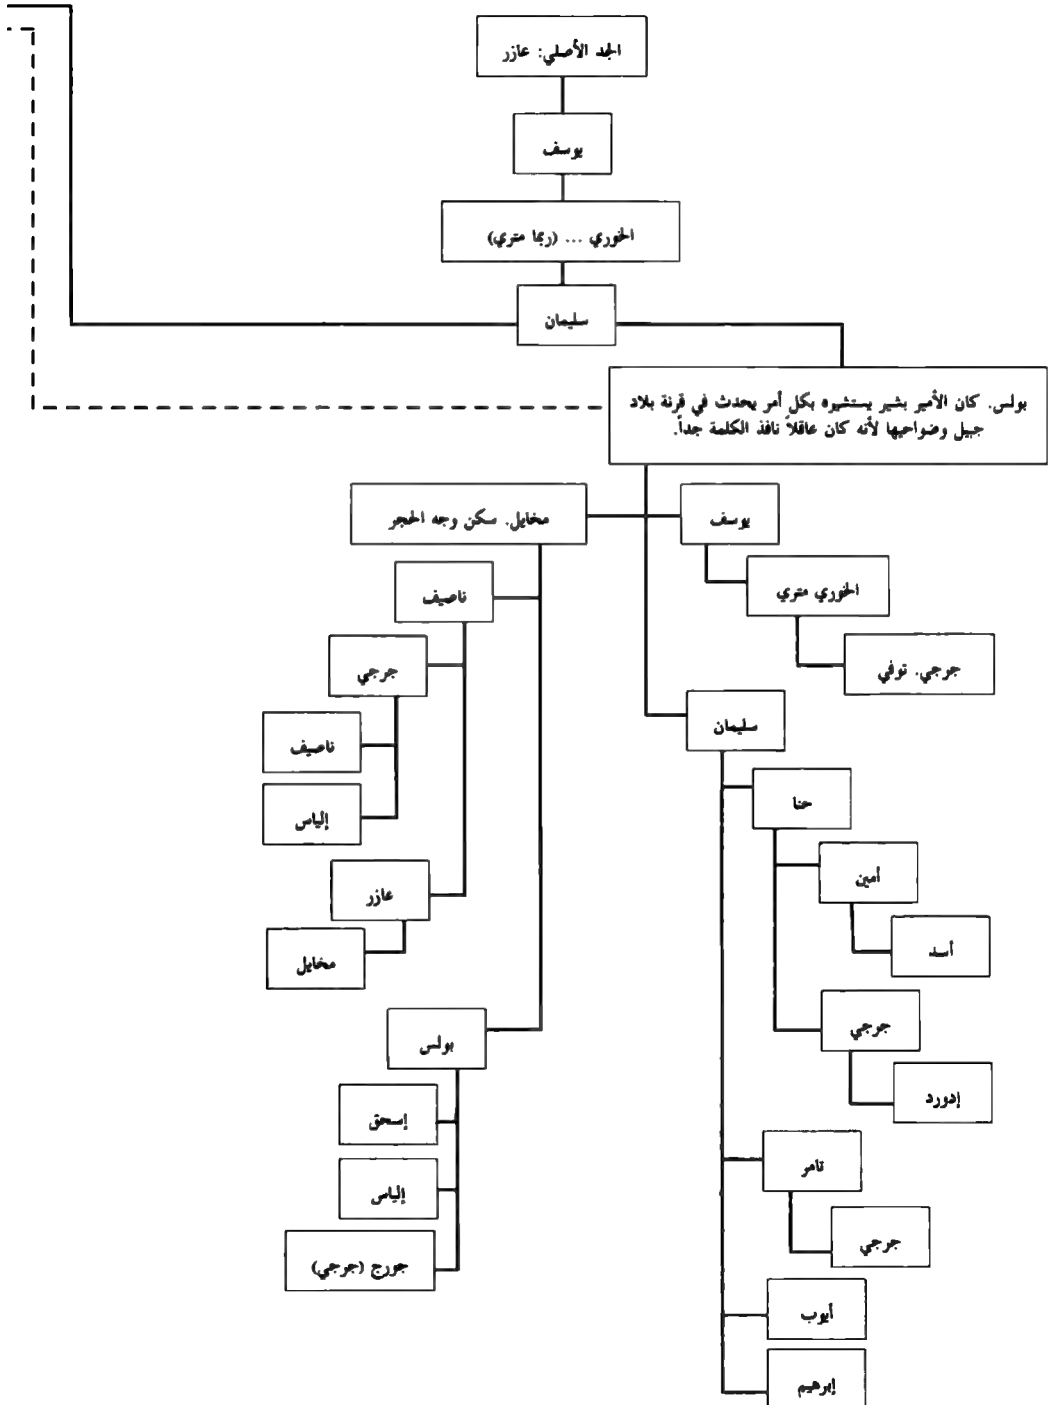 الجد الأصلي: عازر
يوسف
الخوري ... (ربما متري)
سليمان
بولس. كان الأمير بشير يستشيره بكل أمر يحدث في قرنة بلاد
جبيل وضواحيها لأنه كان عاقلاً نافذ الكلمة جداً.
يوسف
الخوري متري
جرجي. توفي
سليمان
حنا
أمين
أسد
جرجي
إدورد
تامر
جرجي
أيوب
إبرهيم
مخايل. سكن وجه الحجر
ناصيف
جرجي
ناصيف
إلياس
عازر
مخايل
بولس
إسحق
إلياس
جورج (جرجي)